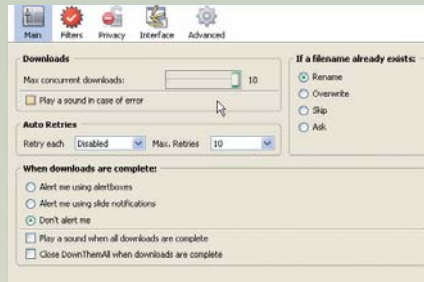 Main Filters Privacy Interface Advanced
Downloads
Max concurrent downloads: 10
Play a sound in case of error
Auto Retries
Retry each Disabled Max. Retries 10
If a filename already exists:
Rename
Overwrite
Skip
Ask
When downloads are complete:
Alert me using alertboxes
Alert me using slide notifications
Don't alert me
Play a sound when all downloads are complete
Close DownThemAll when downloads are complete